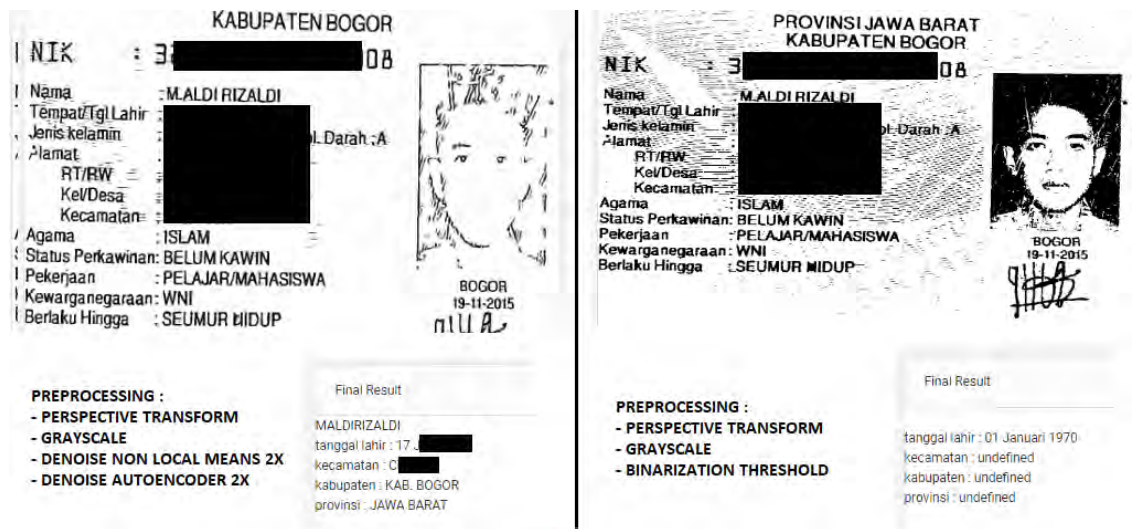 KABUPATEN BOGOR
NIK : 3 08
Nama : M.ALDI RIZALDI
Tempat/Tgl Lahir :
Jenis kelamin : ol. Darah : A
Alamat :
RT/RW :
Kel/Desa :
Kecamatan :
Agama : ISLAM
Status Perkawinan: BELUM KAWIN
Pekerjaan : PELAJAR/MAHASISWA
Kewarganegaraan: WNI
Berlaku Hingga : SEUMUR HIDUP
BOGOR
19-11-2015
PREPROCESSING :
- PERSPECTIVE TRANSFORM
- GRAYSCALE
- DENOISE NON LOCAL MEANS 2X
- DENOISE AUTOENCODER 2X
Final Result
MALDIRIZALDI
tanggal lahir : 17 J
kecamatan : C
kabupaten : KAB. BOGOR
provinsi : JAWA BARAT
PROVINSI JAWA BARAT
KABUPATEN BOGOR
NIK : 3 08
Nama : M.ALDI RIZALDI
Tempat/Tgl Lahir :
Jenis kelamin ol. Darah : A
Alamat :
RT/RW
Kel/Desa
Kecamatan
Agama : ISLAM
Status Perkawinan: BELUM KAWIN
Pekerjaan : PELAJAR/MAHASISWA
Kewarganegaraan: WNI
Berlaku Hingga : SEUMUR HIDUP
BOGOR
19-11-2015
PREPROCESSING :
- PERSPECTIVE TRANSFORM
- GRAYSCALE
- BINARIZATION THRESHOLD
Final Result
tanggal lahir : 01 Januari 1970
kecamatan : undefined
kabupaten : undefined
provinsi : undefined